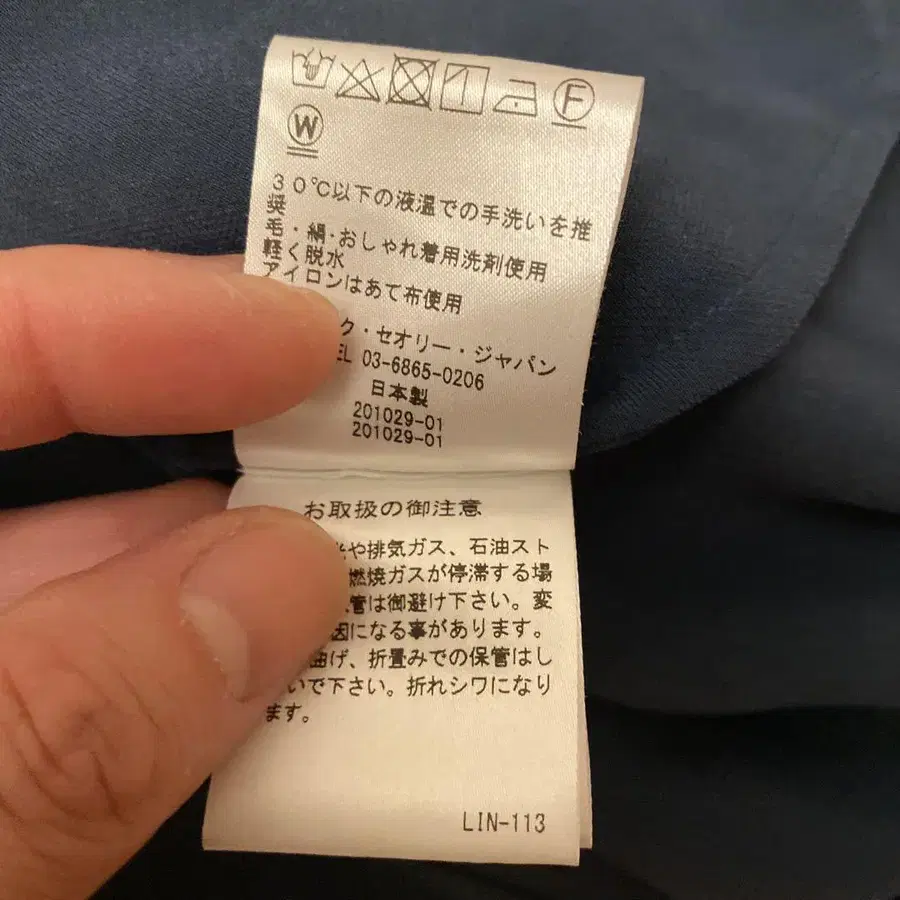 F
W
30℃以下の液温での手洗いを推
奨
毛・絹・おしゃれ着用洗剤使用
軽く脱水
アイロンはあて布使用
ク・セオリー・ジャパン
EL 03-6865-0206
日本製
201029-01
201029-01
お取扱の御注意
や排気ガス、石油スト
燃焼ガスが停滞する場
管は御避け下さい。変
因になる事があります。
曲げ、折畳みでの保管はし
いで下さい。折れシワになり
ます。
LIN-113